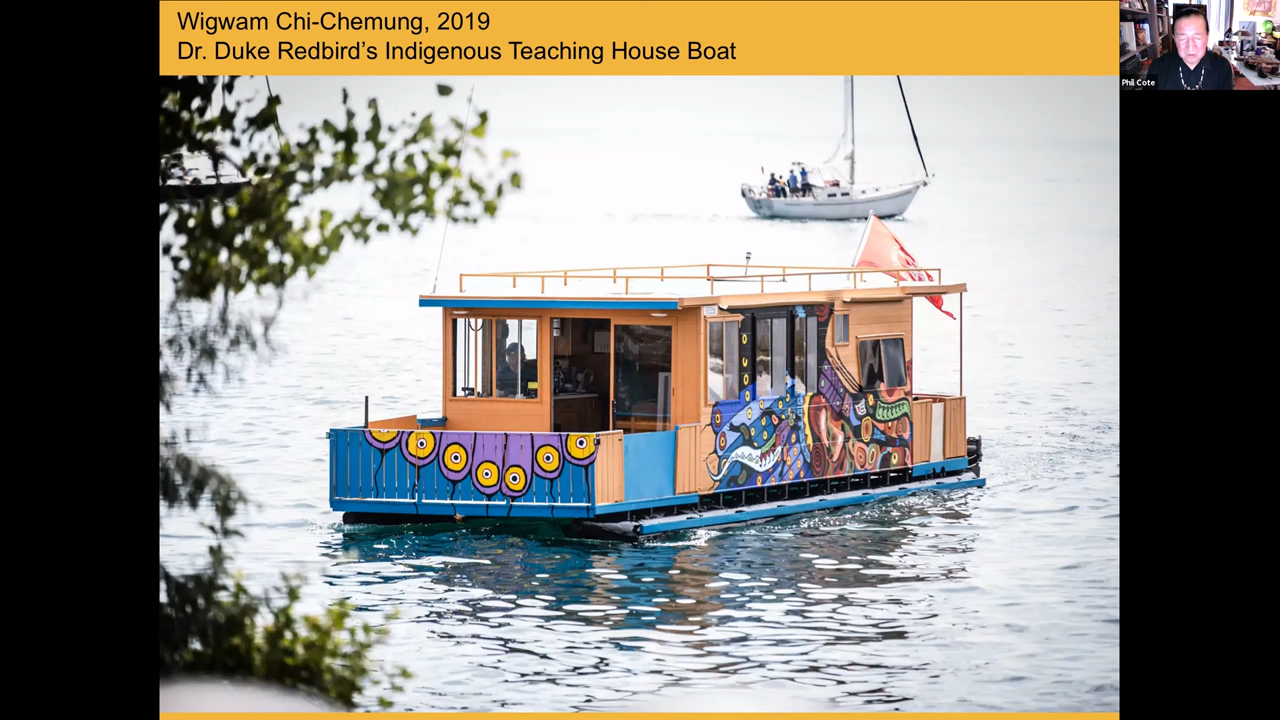 Wigwam Chi-Chemung, 2019
Dr. Duke Redbird’s Indigenous Teaching House Boat
Phil Cote